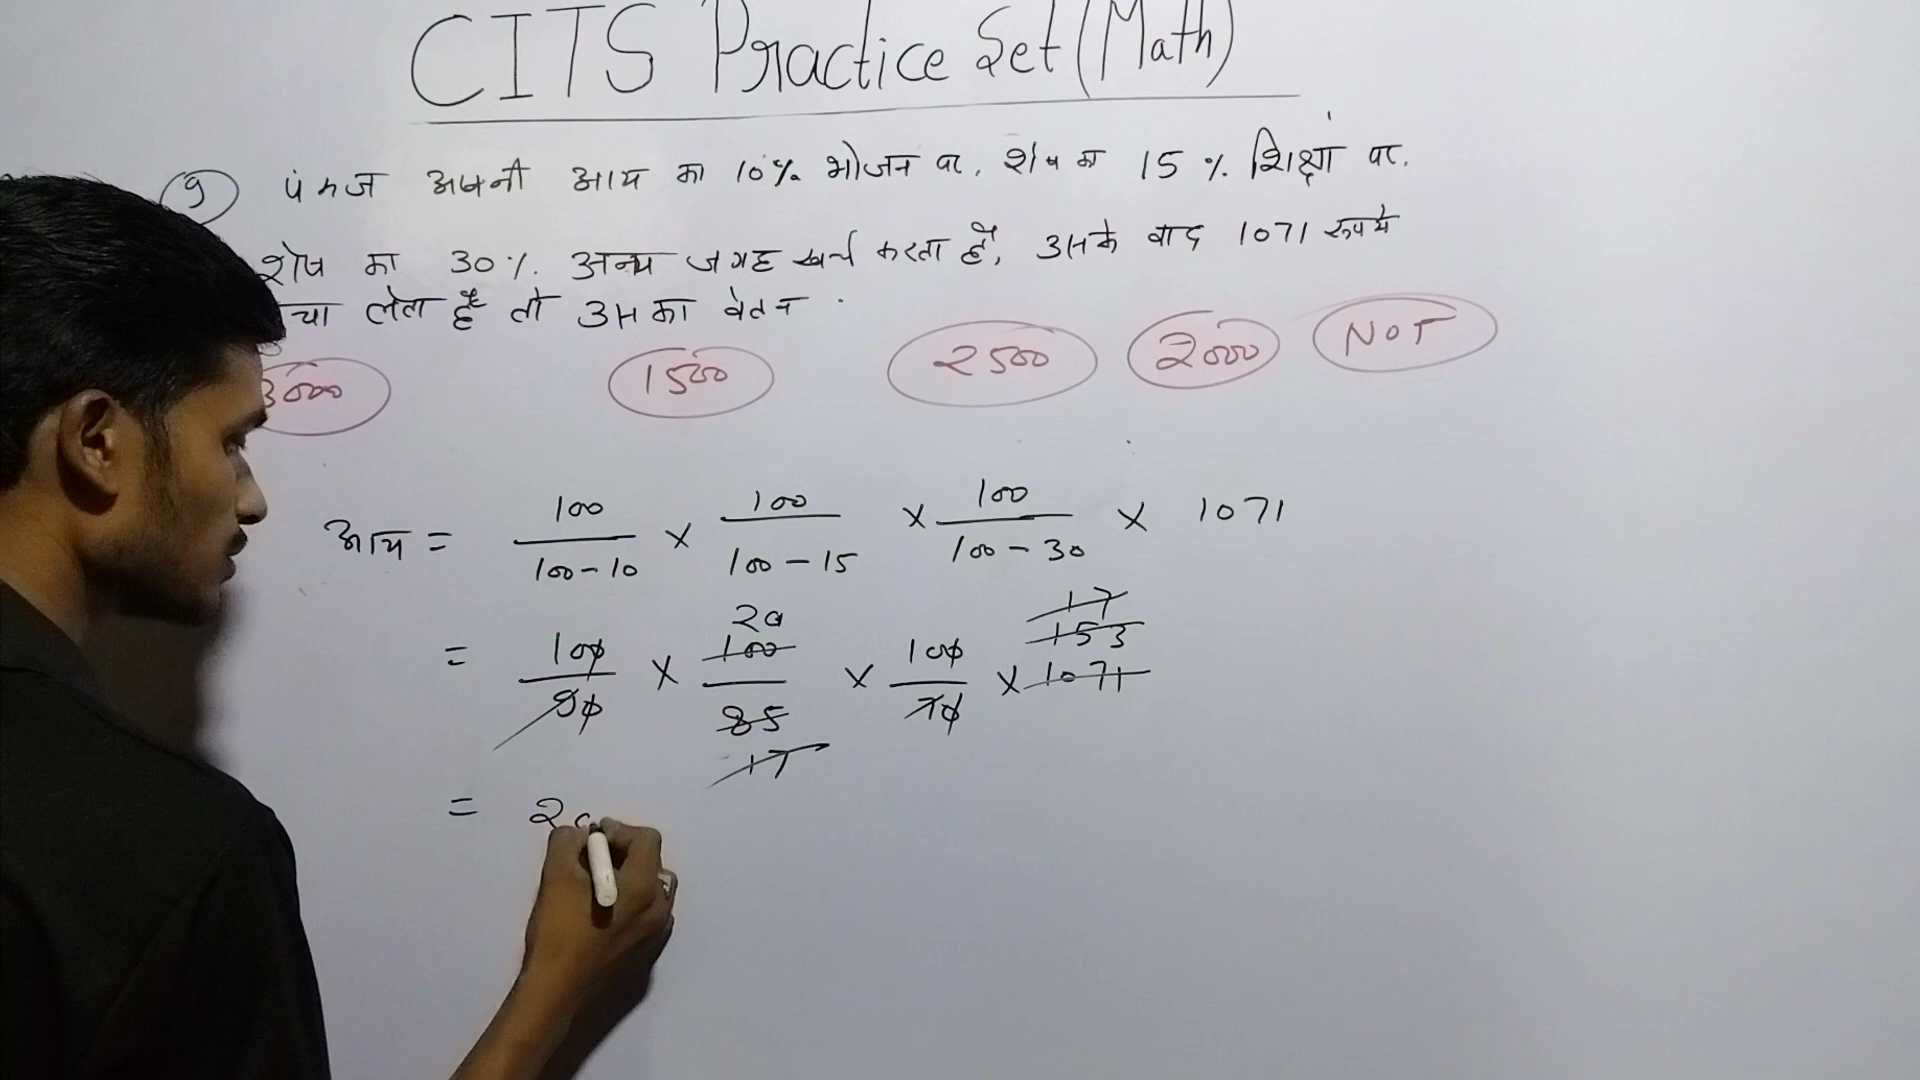 CITS Practice Set (Math)
9 पंकज अपनी आय का 10% भोजन पर, शेष का 15% शिक्षा पर,
शेष का 30% अन्य जगह खर्च करता है, उसके बाद 1071 रूपये
चा लेता है तो उसका वेतन
3000 1500 2500 2000 NOT
आय = 100/100-10 × 100/100-15 × 100/100-30 × 1071
17
20 153
= 100/90 × 100/85 × 100/70 × 1071
17
= 20